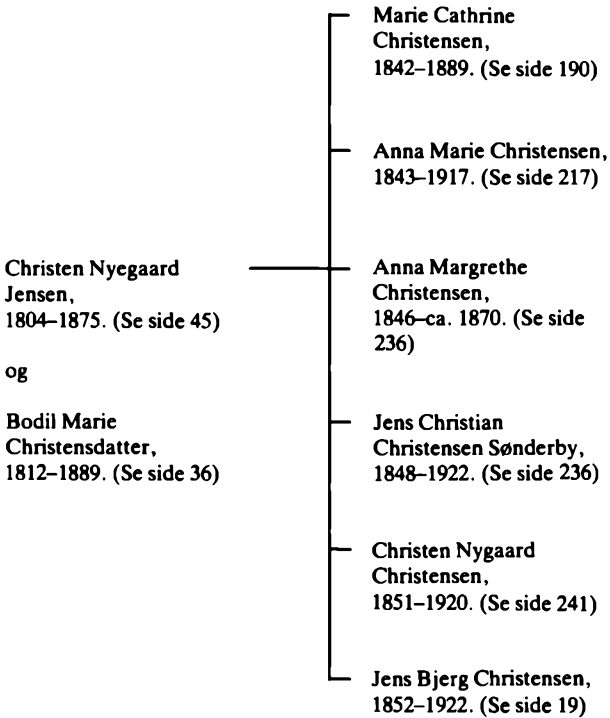 Christen Nyegaard
Jensen,
1804–1875. (Se side 45)
og
Bodil Marie
Christensdatter,
1812–1889. (Se side 36)
Marie Cathrine
Christensen,
1842–1889. (Se side 190)
Anna Marie Christensen,
1843–1917. (Se side 217)
Anna Margrethe
Christensen,
1846–ca. 1870. (Se side
236)
Jens Christian
Christensen Sønderby,
1848–1922. (Se side 236)
Christen Nygaard
Christensen,
1851–1920. (Se side 241)
Jens Bjerg Christensen,
1852–1922. (Se side 19)